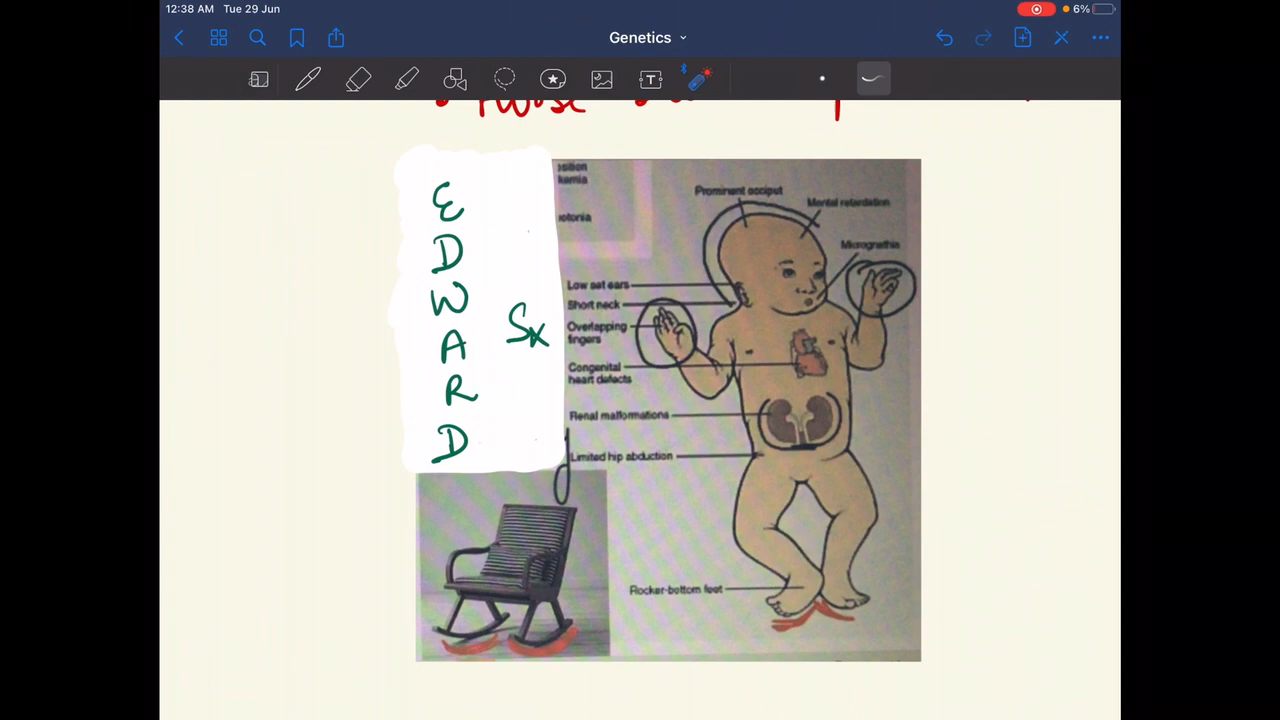 12:38 AM Tue 29 Jun
6%
Genetics
T
E
D
W
A
R
D
Sx
otonia
Prominent occiput
Mental retardation
Micrognathia
Low set ears
Short neck
Overlapping
fingers
Congenital
heart defects
Renal malformations
Limited hip abduction
Rocker-bottom feet